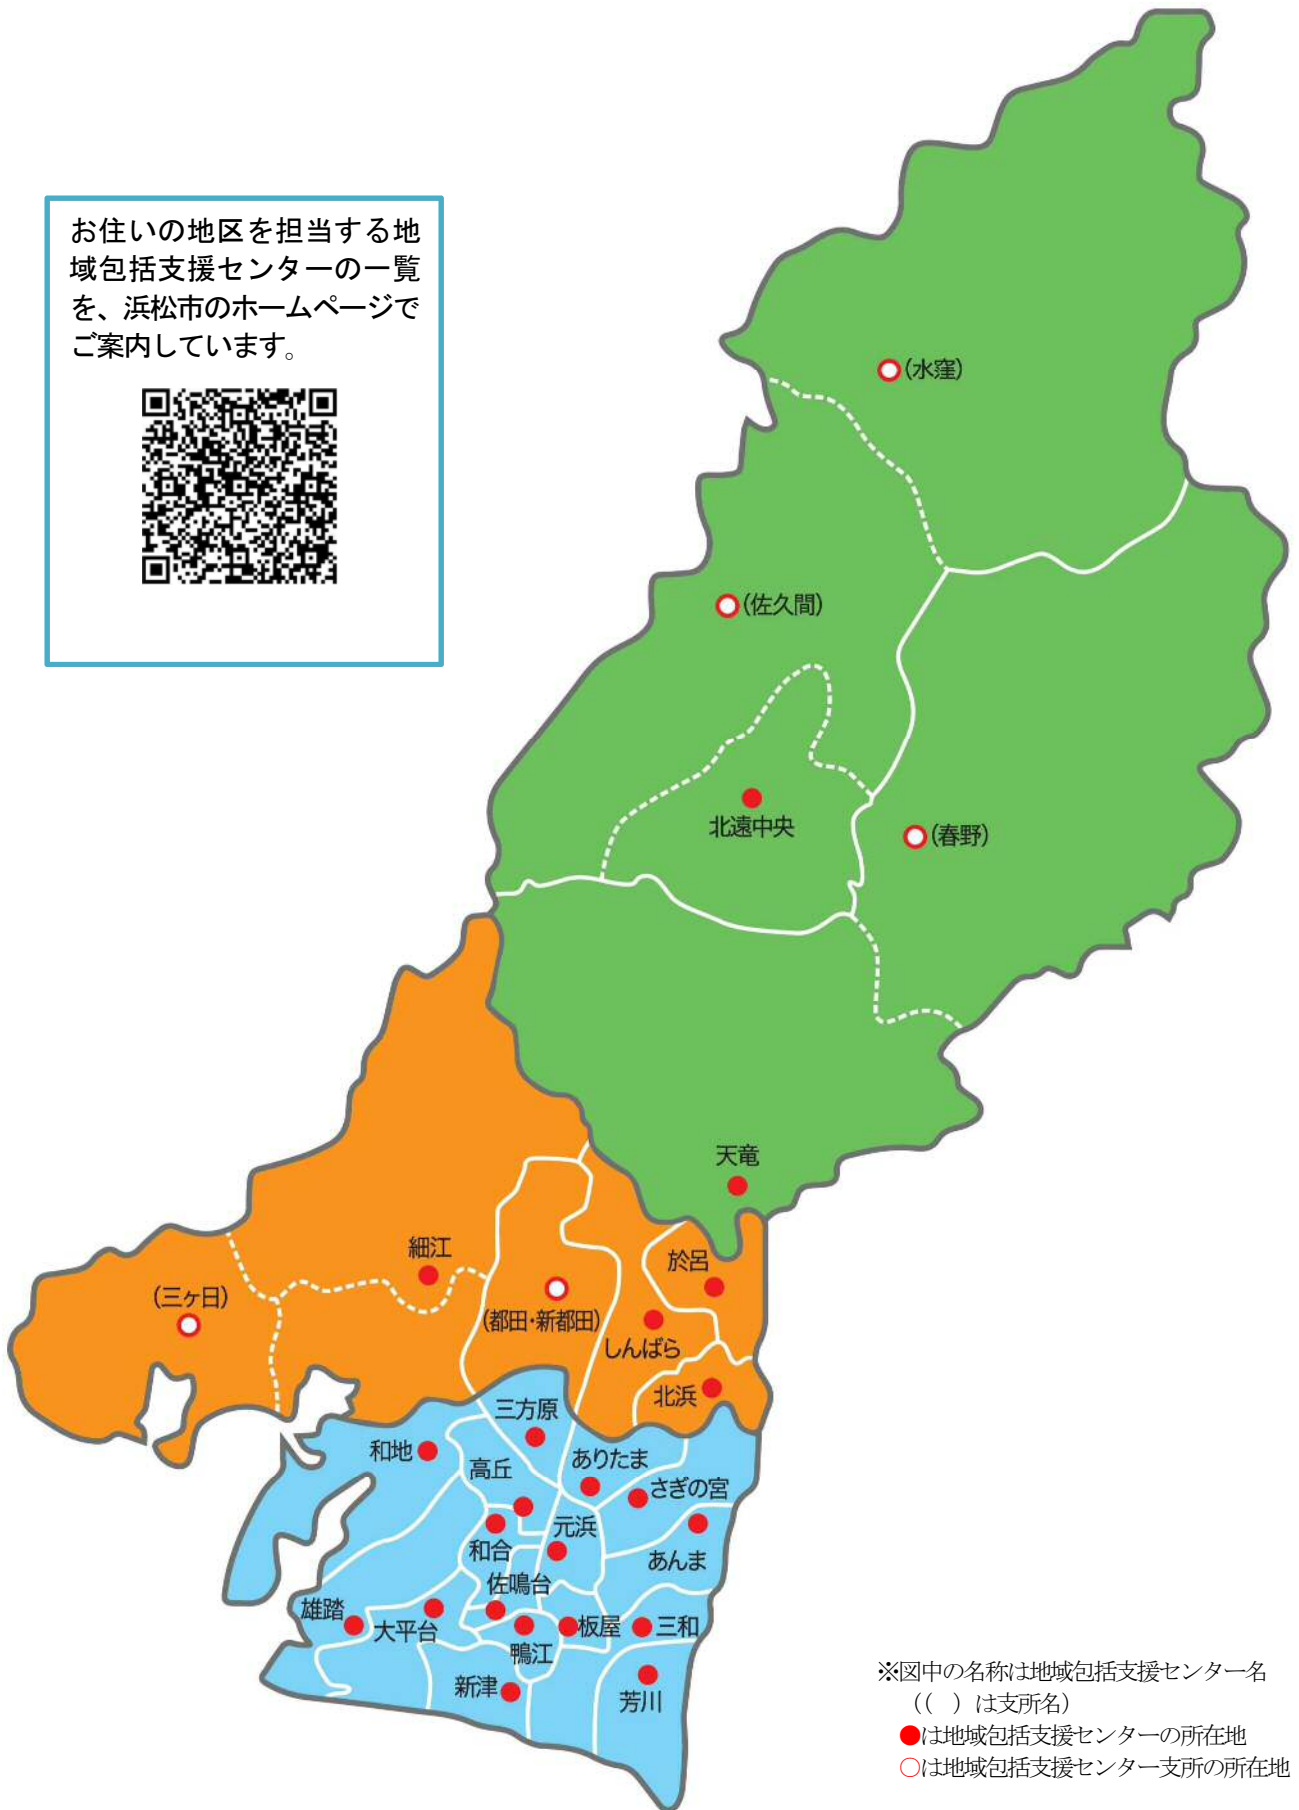 お住いの地区を担当する地
域包括支援センターの一覧
を、浜松市のホームページで
ご案内しています。
(水窪)
(佐久間)
北遠中央
(春野)
天竜
細江
於呂
(三ヶ日)
(都田・新都田)
しんばら
北浜
三方原
和地
高丘
ありたま
さぎの宮
元浜
和合
あんま
佐鳴台
雄踏
大平台
板屋
三和
鴨江
新津
芳川
※図中の名称は地域包括支援センター名
(( )は支所名)
●は地域包括支援センターの所在地
○は地域包括支援センター支所の所在地